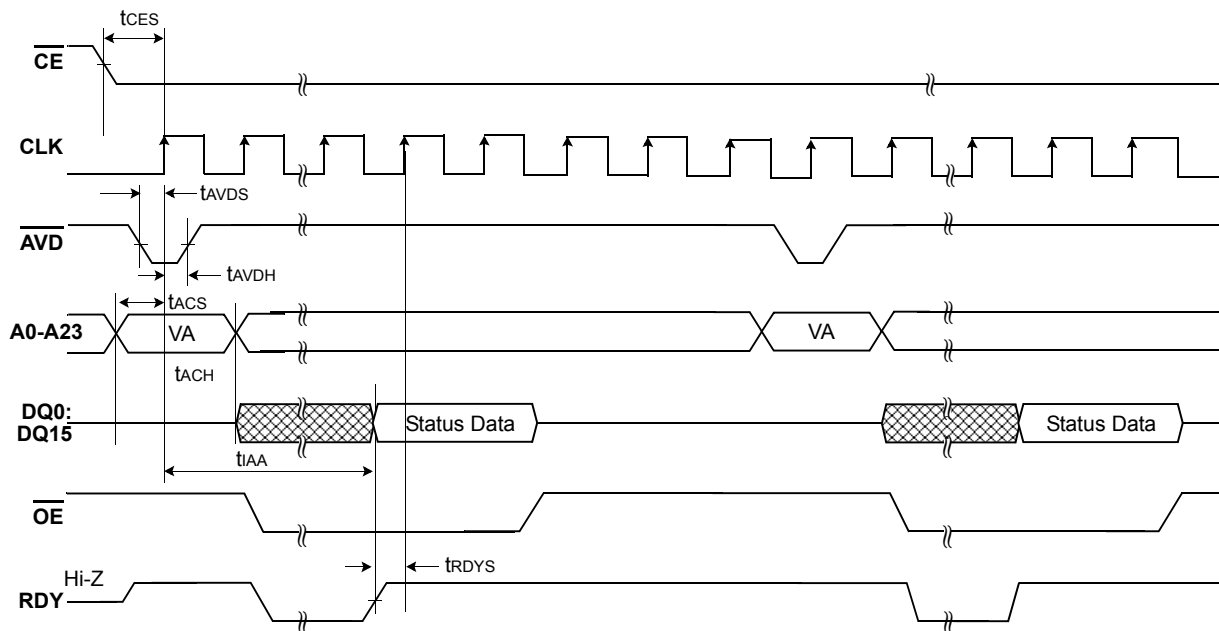 tCES
CE
CLK
tAVDS
AVD
tAVDH
tACS
A0-A23
VA
VA
tACH
DQ0:
DQ15
Status Data
Status Data
tIAA
OE
tRDYS
Hi-Z
RDY